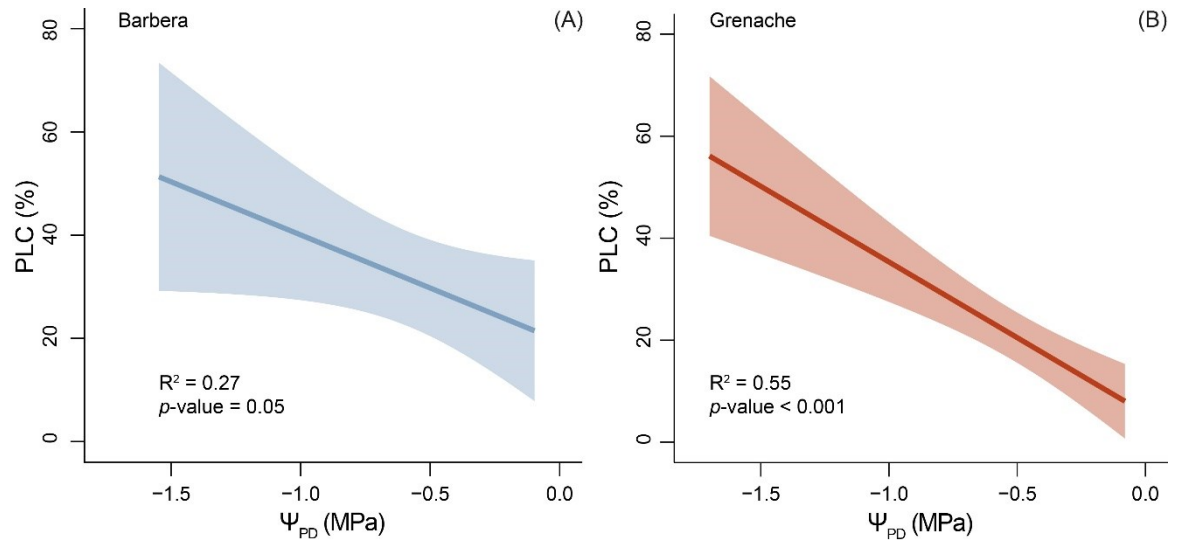 Barbera
(A)
80
60
40
20
0
PLC (%)
R² = 0.27
p-value = 0.05
−1.5
−1.0
−0.5
0.0
Ψ_PD (MPa)
Grenache
(B)
80
60
40
20
0
PLC (%)
R² = 0.55
p-value < 0.001
−1.5
−1.0
−0.5
0.0
Ψ_PD (MPa)